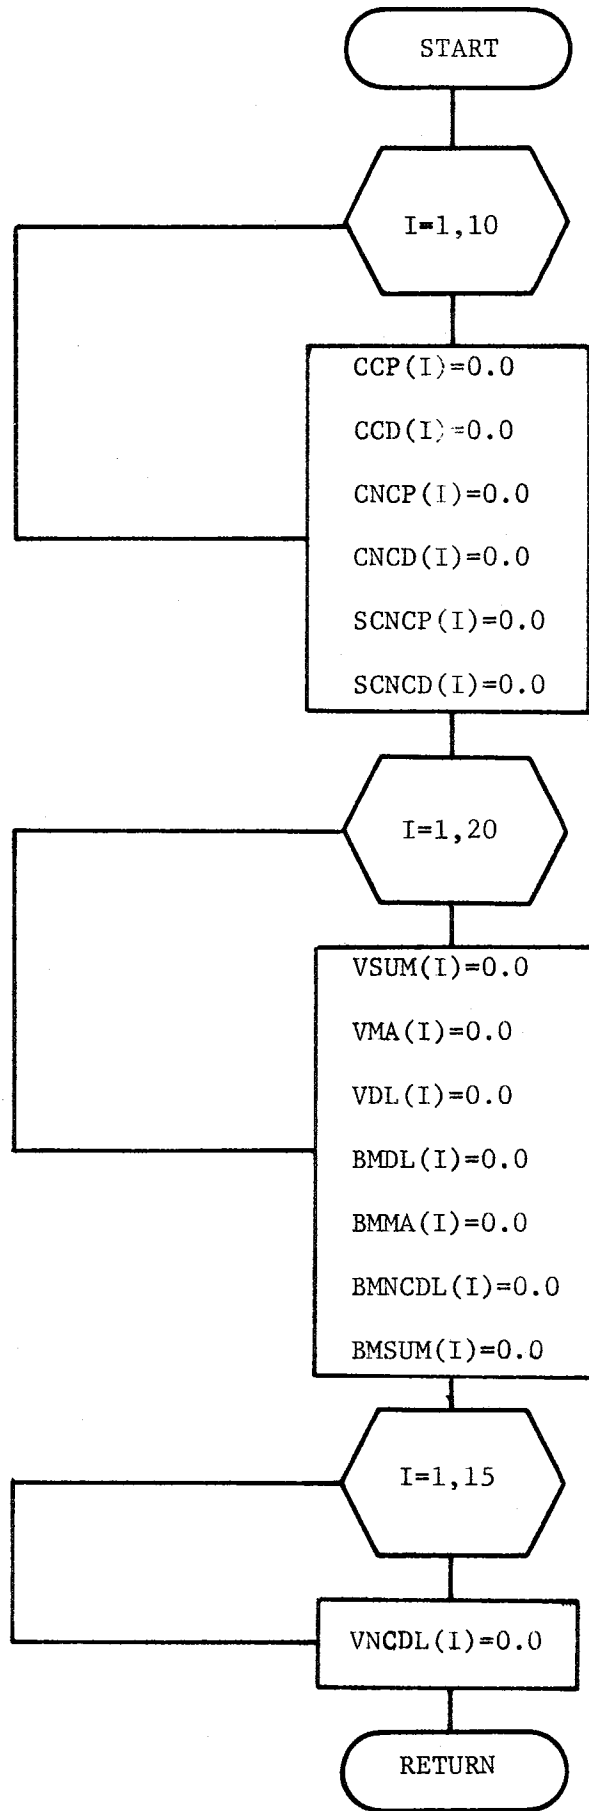 START
I=1,10
CCP(I)=0.0
CCD(I)=0.0
CNCP(I)=0.0
CNCD(I)=0.0
SCNCP(I)=0.0
SCNCD(I)=0.0
I=1,20
VSUM(I)=0.0
VMA(I)=0.0
VDL(I)=0.0
BMDL(I)=0.0
BMMA(I)=0.0
BMNCDL(I)=0.0
BMSUM(I)=0.0
I=1,15
VNCDL(I)=0.0
RETURN